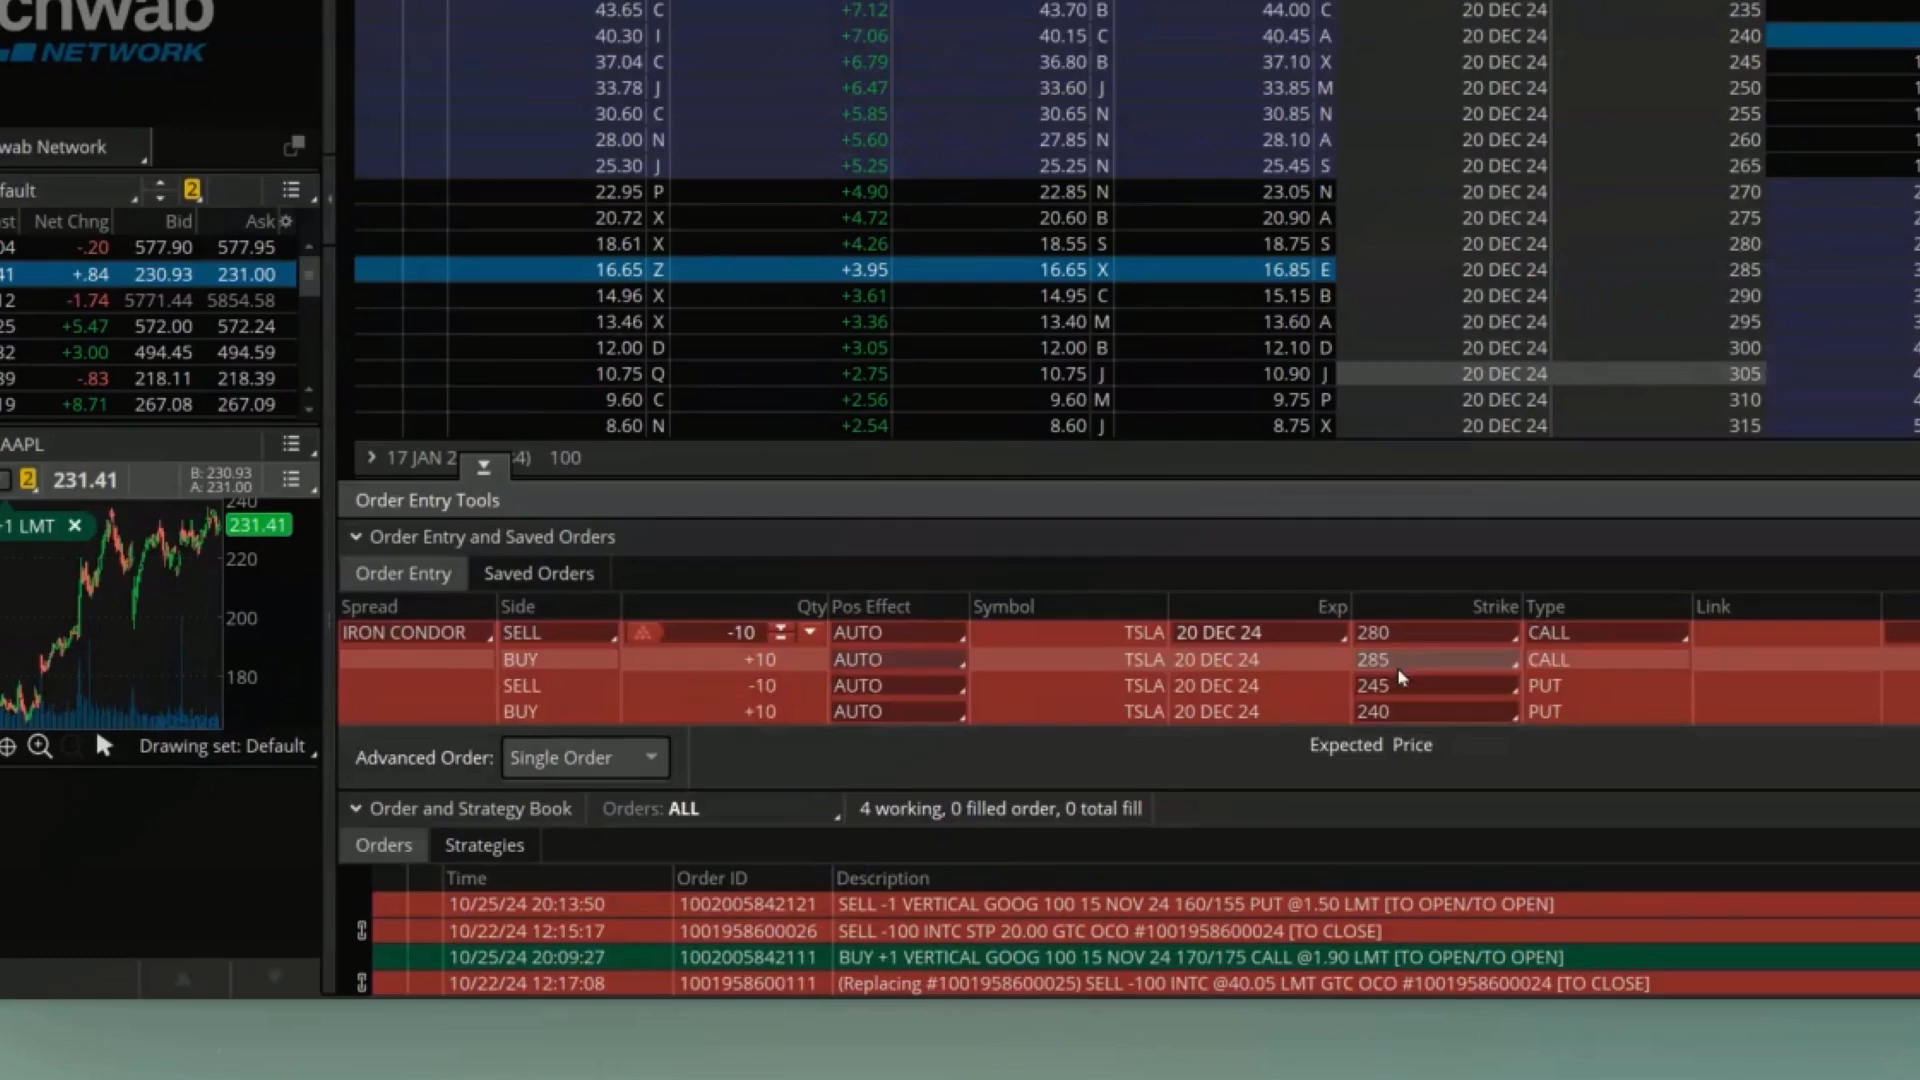 chwab
NETWORK
wab Network
fault 2
st Net Chng Bid Ask
04 -.20 577.90 577.95
41 +.84 230.93 231.00
12 -1.74 5771.44 5854.58
25 +5.47 572.00 572.24
32 +3.00 494.45 494.59
39 -.83 218.11 218.39
19 +8.71 267.08 267.09
AAPL
2 231.41 B: 230.93
A: 231.00
240
+1 LMT × 231.41
220
200
180
Drawing set: Default
43.65 C +7.12 43.70 B 44.00 C 20 DEC 24 235
40.30 I +7.06 40.15 C 40.45 A 20 DEC 24 240
37.04 C +6.79 36.80 B 37.10 X 20 DEC 24 245
33.78 J +6.47 33.60 J 33.85 M 20 DEC 24 250
30.60 C +5.85 30.65 N 30.85 N 20 DEC 24 255
28.00 N +5.60 27.85 N 28.10 A 20 DEC 24 260
25.30 J +5.25 25.25 N 25.45 S 20 DEC 24 265
22.95 P +4.90 22.85 N 23.05 N 20 DEC 24 270
20.72 X +4.72 20.60 B 20.90 A 20 DEC 24 275
18.61 X +4.26 18.55 S 18.75 S 20 DEC 24 280
16.65 Z +3.95 16.65 X 16.85 E 20 DEC 24 285
14.96 X +3.61 14.95 C 15.15 B 20 DEC 24 290
13.46 X +3.36 13.40 M 13.60 A 20 DEC 24 295
12.00 D +3.05 12.00 B 12.10 D 20 DEC 24 300
10.75 Q +2.75 10.75 J 10.90 J 20 DEC 24 305
9.60 C +2.56 9.60 M 9.75 P 20 DEC 24 310
8.60 N +2.54 8.60 J 8.75 X 20 DEC 24 315
17 JAN 2 4) 100
Order Entry Tools
Order Entry and Saved Orders
Order Entry Saved Orders
Spread Side Qty Pos Effect Symbol Exp Strike Type Link
IRON CONDOR SELL -10 AUTO TSLA 20 DEC 24 280 CALL
BUY +10 AUTO TSLA 20 DEC 24 285 CALL
SELL -10 AUTO TSLA 20 DEC 24 245 PUT
BUY +10 AUTO TSLA 20 DEC 24 240 PUT
Expected Price
Advanced Order: Single Order
Order and Strategy Book Orders: ALL 4 working, 0 filled order, 0 total fill
Orders Strategies
Time Order ID Description
10/25/24 20:13:50 1002005842121 SELL -1 VERTICAL GOOG 100 15 NOV 24 160/155 PUT @1.50 LMT [TO OPEN/TO OPEN]
10/22/24 12:15:17 1001958600026 SELL -100 INTC STP 20.00 GTC OCO #1001958600024 [TO CLOSE]
10/25/24 20:09:27 1002005842111 BUY +1 VERTICAL GOOG 100 15 NOV 24 170/175 CALL @1.90 LMT [TO OPEN/TO OPEN]
10/22/24 12:17:08 1001958600111 (Replacing #1001958600025) SELL -100 INTC @40.05 LMT GTC OCO #1001958600024 [TO CLOSE]